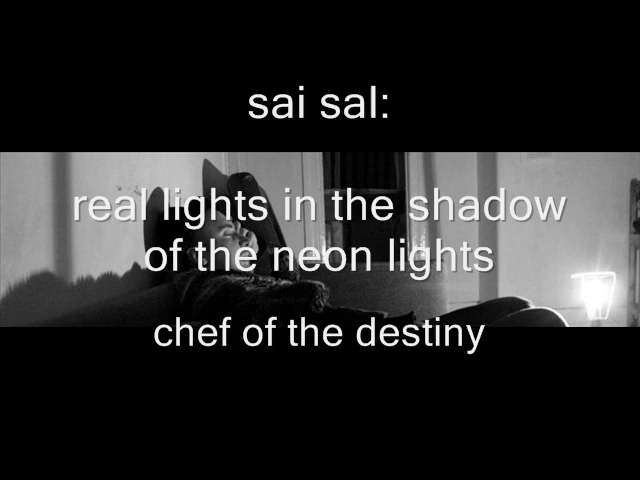 sai sal:
real lights in the shadow
of the neon lights
chef of the destiny